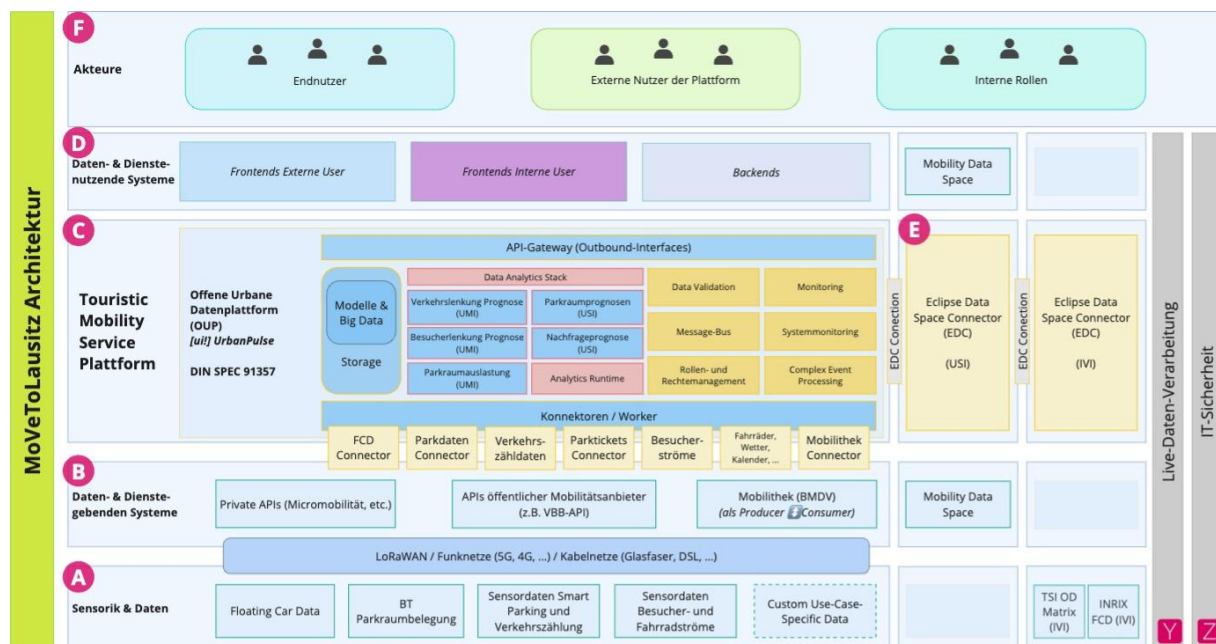 MoVeToLausitz Architektur
F
Akteure
Endnutzer
Externe Nutzer der Plattform
Interne Rollen
D
Daten- & Dienste-
nutzende Systeme
Frontends Externe User
Frontends Interne User
Backends
Mobility Data
Space
C
Touristic
Mobility
Service
Plattform
Offene Urbane
Datenplattform
(OUP)
[ui!] UrbanPulse
DIN SPEC 91357
API-Gateway (Outbound-Interfaces)
Modelle &
Big Data
Storage
Data Analytics Stack
Verkehrslenkung Prognose
(UMI)
Parkraumprognosen
(USI)
Besucherlenkung Prognose
(UMI)
Nachfrageprognose
(USI)
Parkraumauslastung
(UMI)
Analytics Runtime
Data Validation
Monitoring
Message-Bus
Systemmonitoring
Rollen- und
Rechtemanagement
Complex Event
Processing
Konnektoren / Worker
FCD
Connector
Parkdaten
Connector
Verkehrs-
zähldaten
Parktickets
Connector
Besucher-
ströme
Fahrräder,
Wetter,
Kalender, ...
Mobilithek
Connector
EDC Conection
E
Eclipse Data
Space Connector
(EDC)
(USI)
EDC Conection
Eclipse Data
Space Connector
(EDC)
(IVI)
B
Daten- & Dienste-
gebenden Systeme
Private APIs (Micromobilität, etc.)
APIs öffentlicher Mobilitätsanbieter
(z.B. VBB-API)
Mobilithek (BMDV)
(als Producer ⬇️Consumer)
Mobility Data
Space
LoRaWAN / Funknetze (5G, 4G, ...) / Kabelnetze (Glasfaser, DSL, ...)
A
Sensorik & Daten
Floating Car Data
BT
Parkraumbelegung
Sensordaten Smart
Parking und
Verkehrszählung
Sensordaten
Besucher- und
Fahrradströme
Custom Use-Case-
Specific Data
TSI OD
Matrix
(IVI)
INRIX
FCD (IVI)
Live-Daten-Verarbeitung
Y
IT-Sicherheit
Z